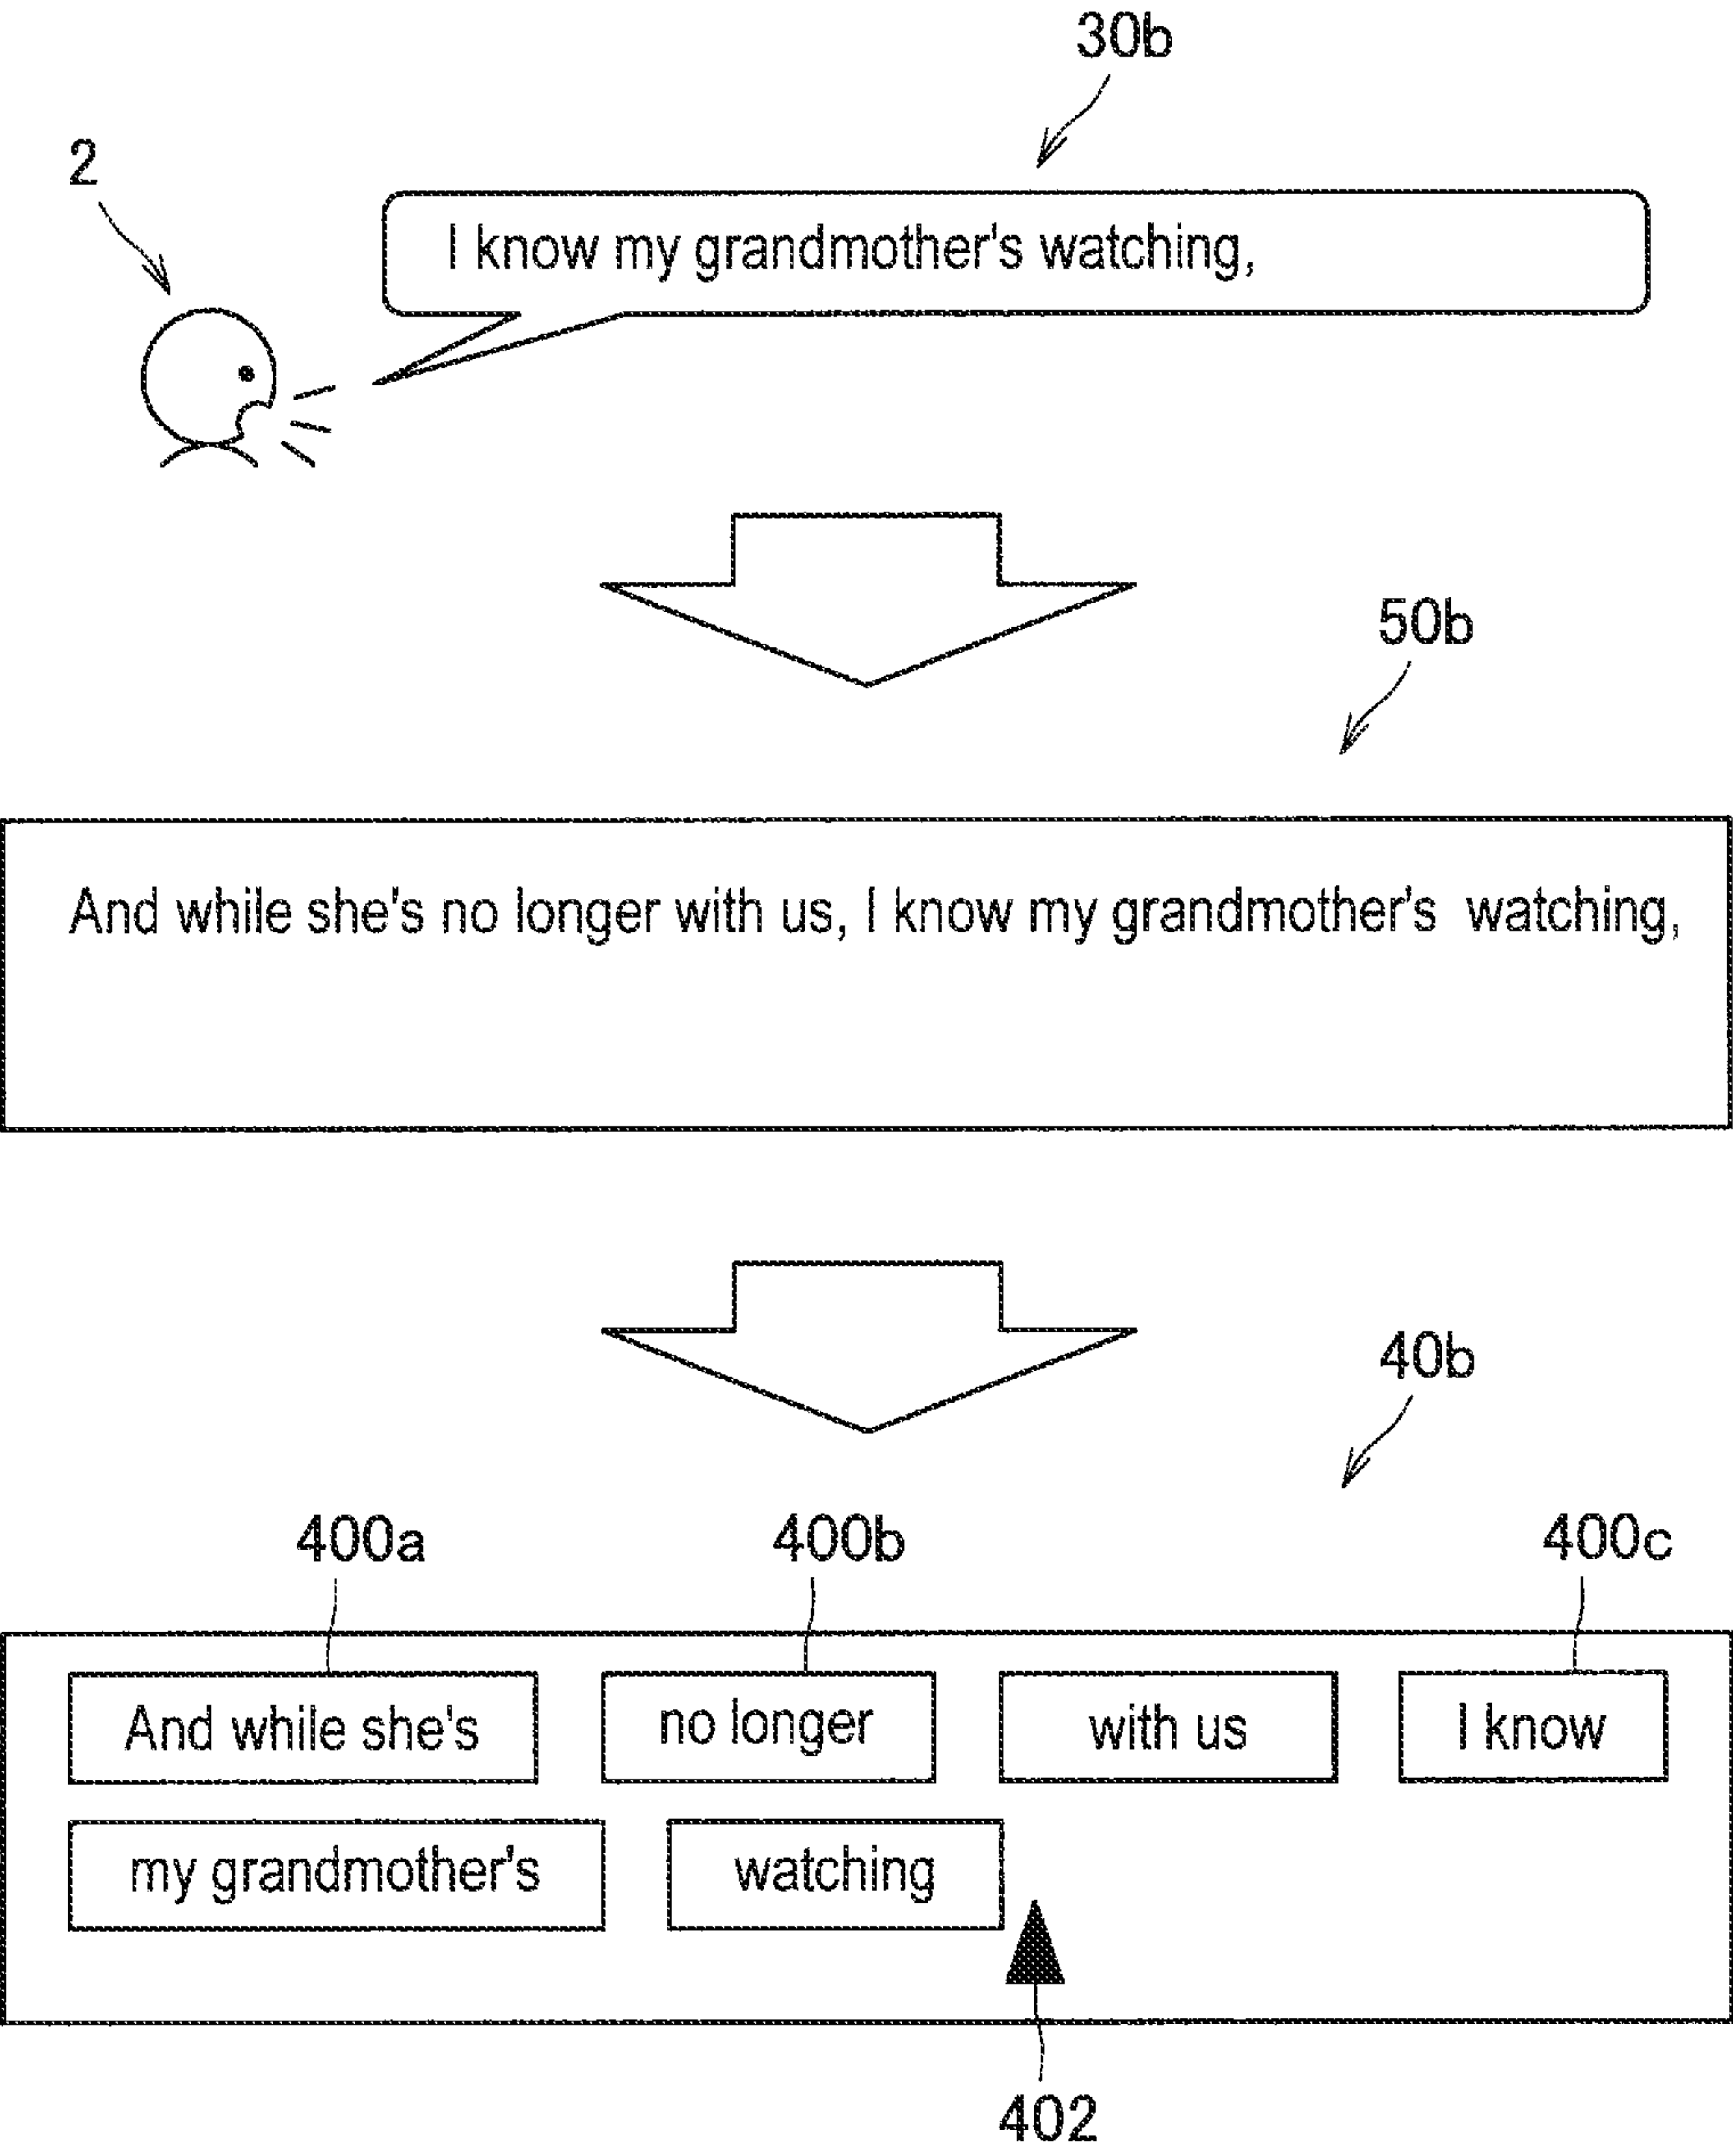 30b
2
I know my grandmother's watching,
50b
And while she's no longer with us, I know my grandmother's watching,
40b
400a 400b 400c
And while she's no longer with us I know
my grandmother's watching
402